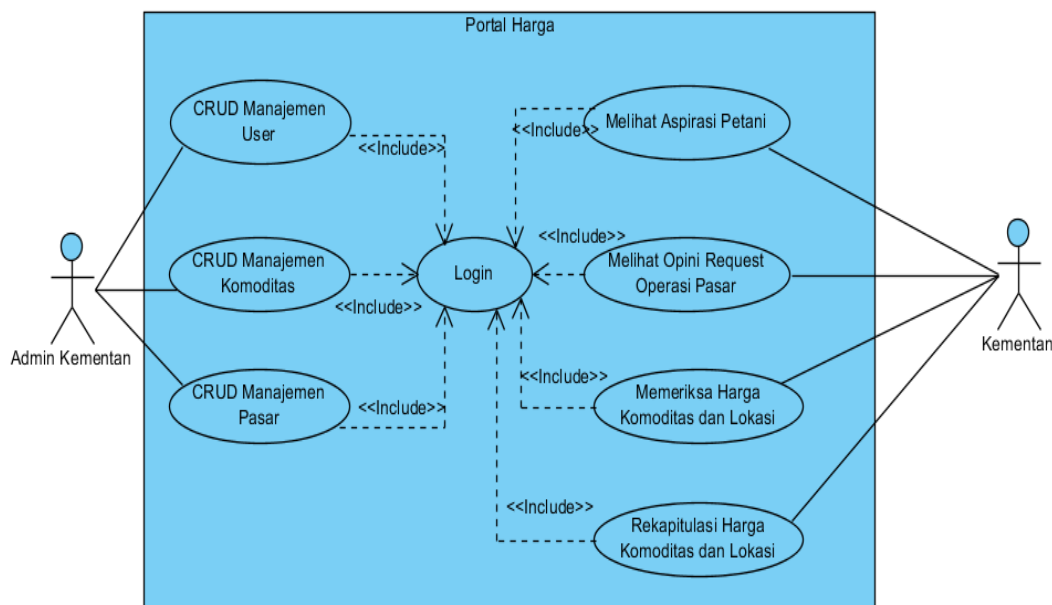 Portal Harga
CRUD Manajemen
User
<<Include>>
Melihat Aspirasi Petani
<<Include>>
CRUD Manajemen
Komoditas
<<Include>>
Login
<<Include>>
Melihat Opini Request
Operasi Pasar
Admin Kementan
Kementan
CRUD Manajemen
Pasar
<<Include>>
<<Include>>
Memeriksa Harga
Komoditas dan Lokasi
<<Include>>
Rekapitulasi Harga
Komoditas dan Lokasi